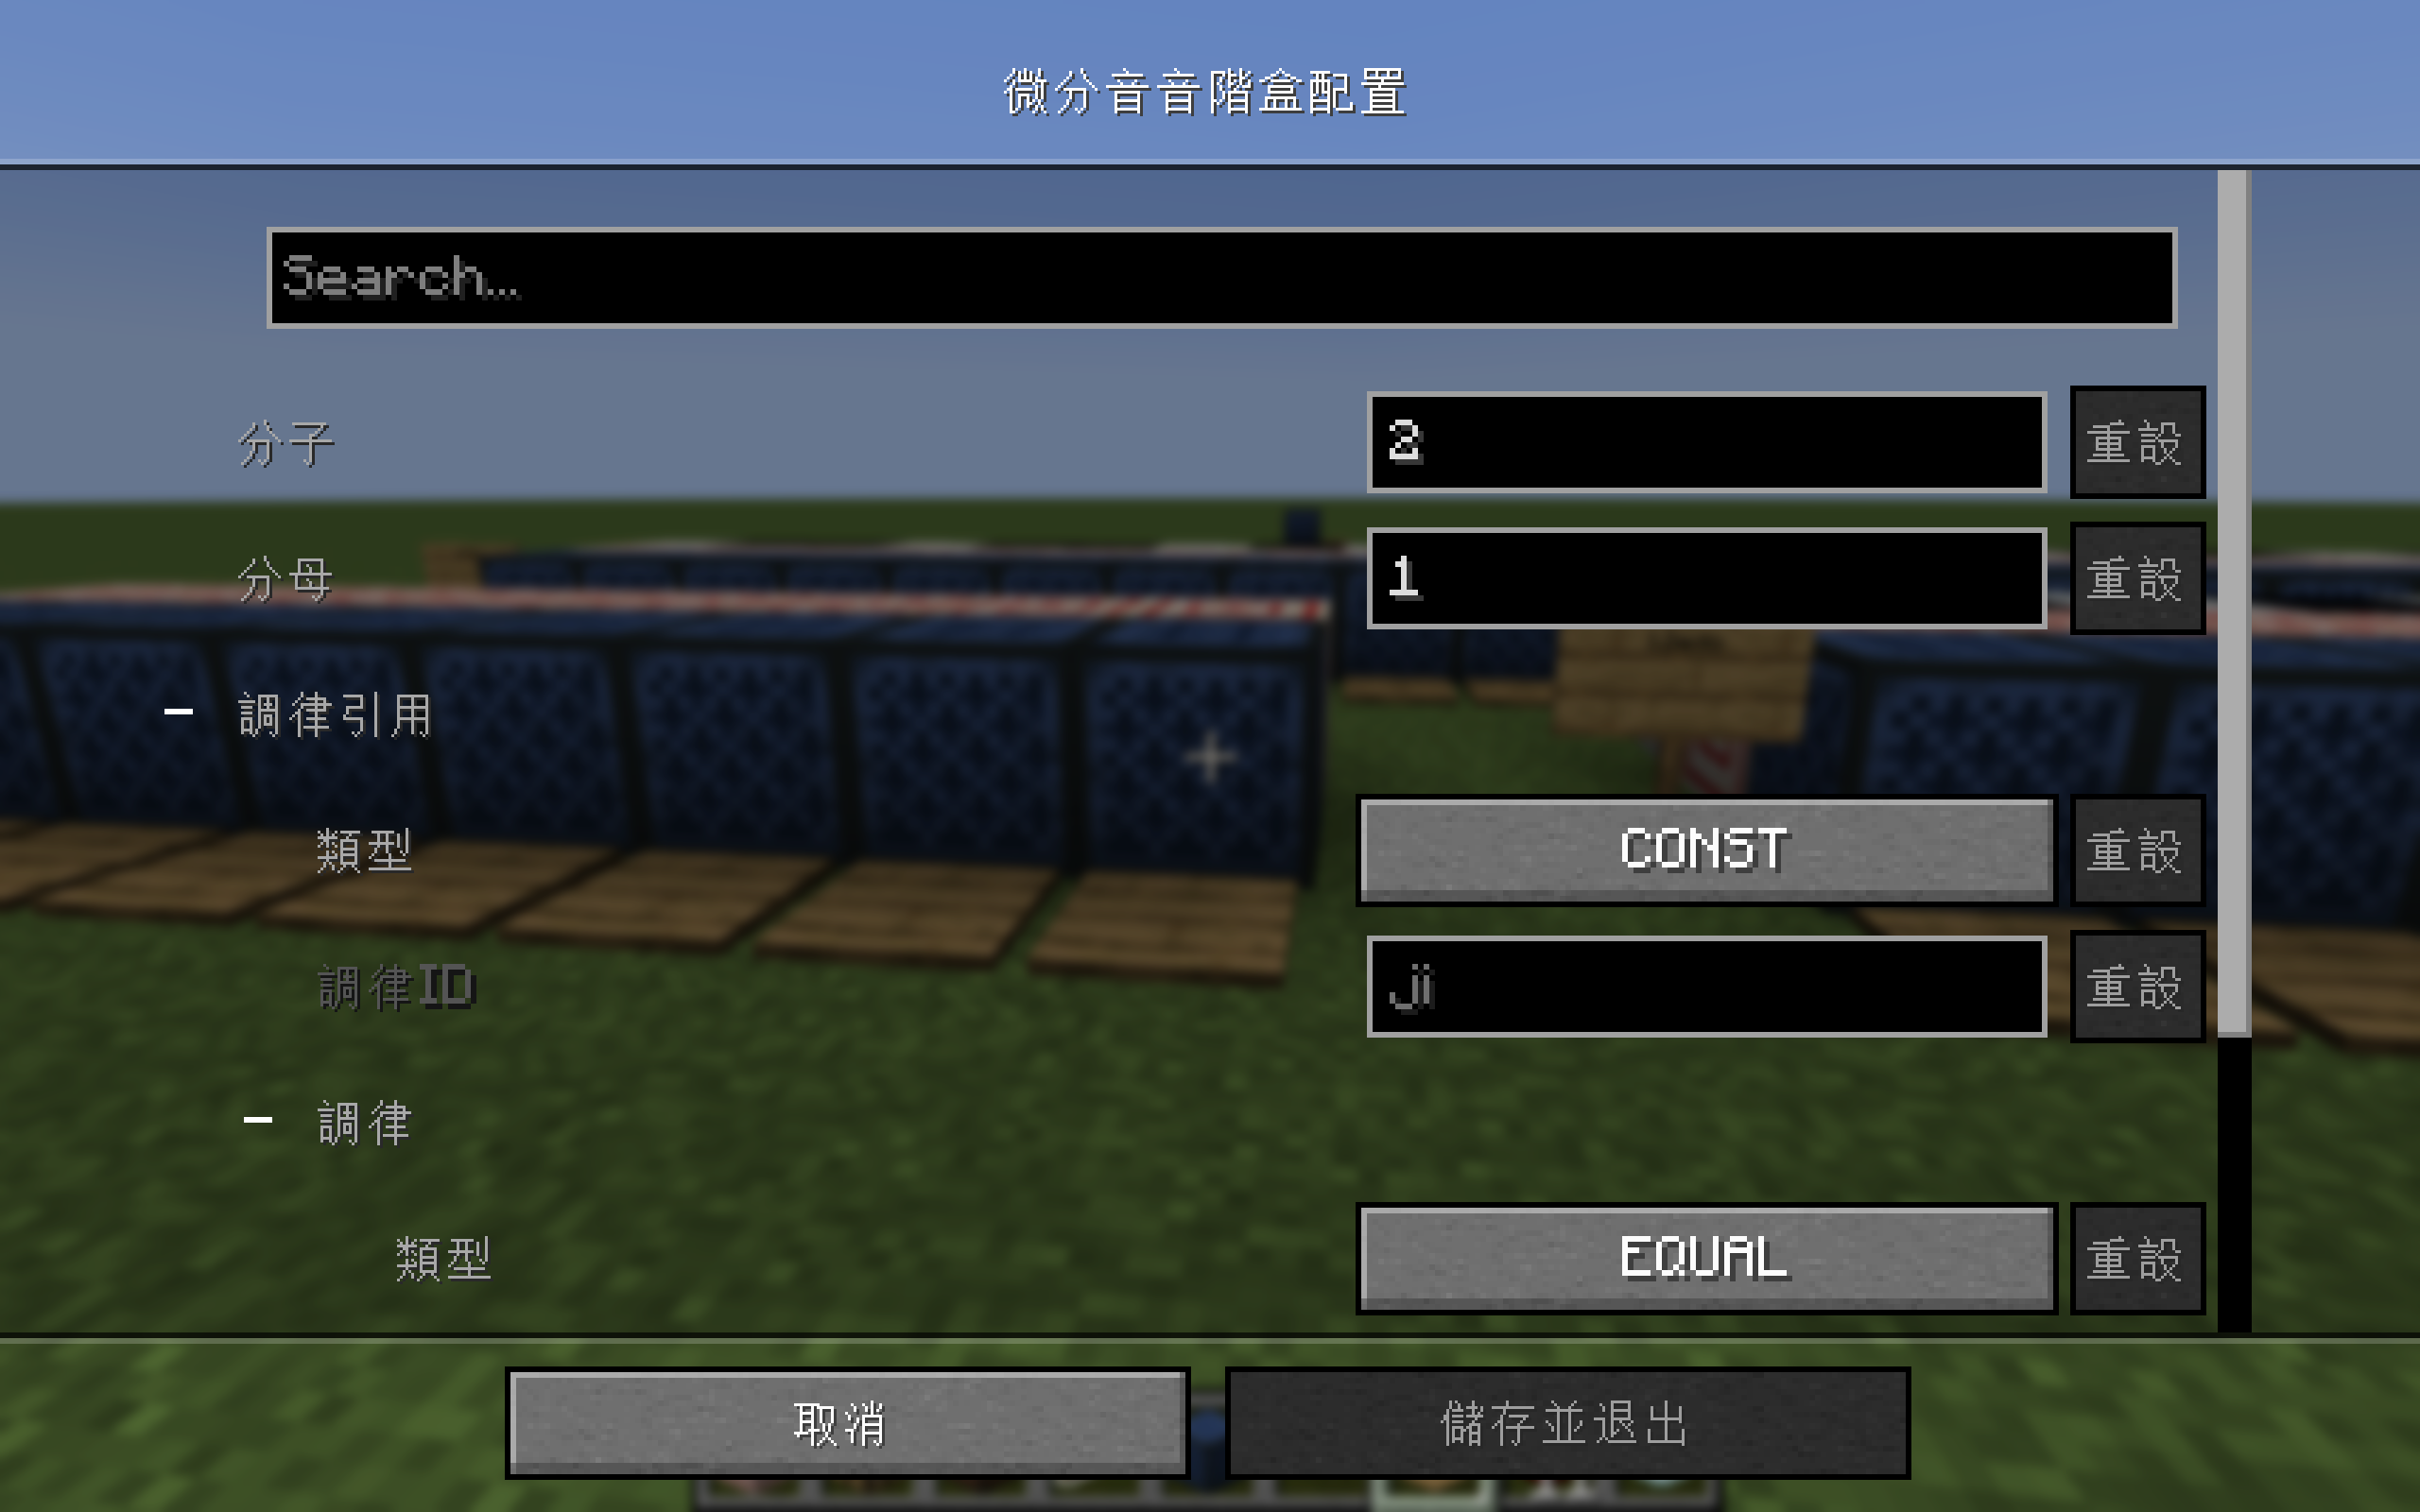 微分音音階盒配置
Search...
分子 2 重設
分母 1 重設
調律引用
類型 CONST 重設
調律ID ji 重設
調律
類型 EQUAL 重設
取消 儲存並退出